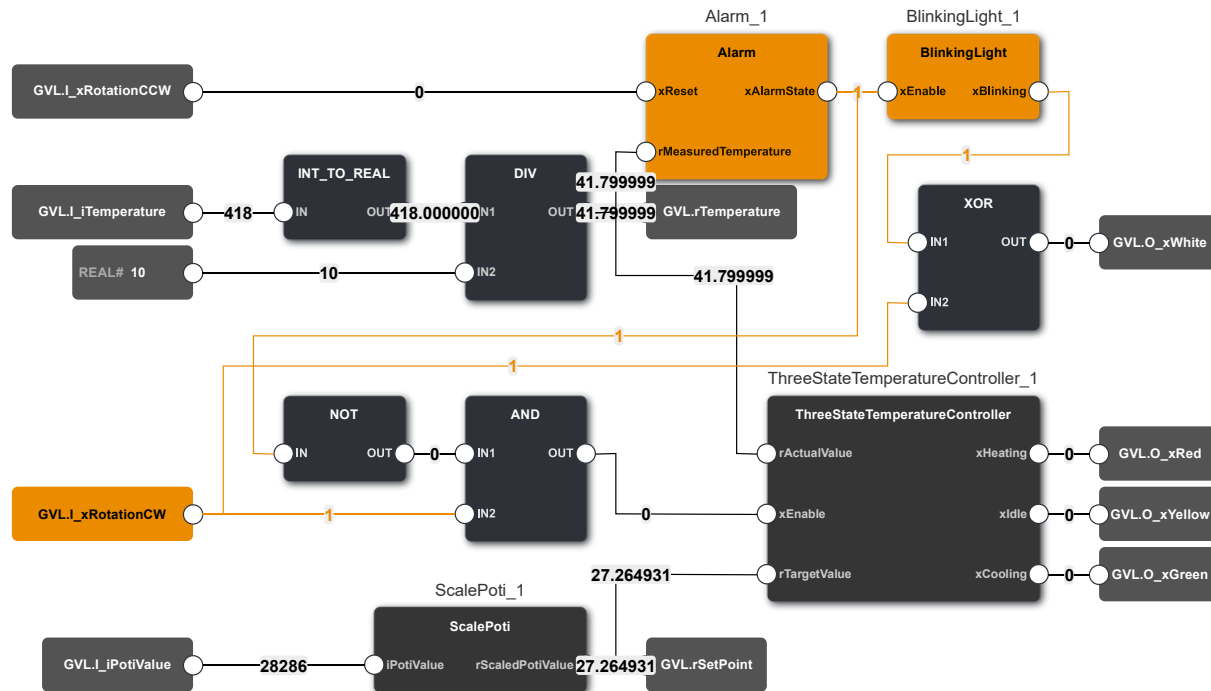 Alarm_1
BlinkingLight_1
Alarm
BlinkingLight
GVL.I_xRotationCCW
0
xReset
xAlarmState
1
xEnable
xBlinking
rMeasuredTemperature
1
INT_TO_REAL
DIV
41.799999
XOR
GVL.I_iTemperature
418
IN
OUT
418.000000
IN1
OUT
41.799999
GVL.rTemperature
IN1
OUT
0
GVL.O_xWhite
REAL# 10
10
IN2
41.799999
IN2
1
1
ThreeStateTemperatureController_1
NOT
AND
ThreeStateTemperatureController
IN
OUT
0
IN1
OUT
rActualValue
xHeating
0
GVL.O_xRed
GVL.I_xRotationCW
1
IN2
0
xEnable
xIdle
0
GVL.O_xYellow
27.264931
rTargetValue
xCooling
0
GVL.O_xGreen
ScalePoti_1
ScalePoti
GVL.I_iPotiValue
28286
iPotiValue
rScaledPotiValue
27.264931
GVL.rSetPoint